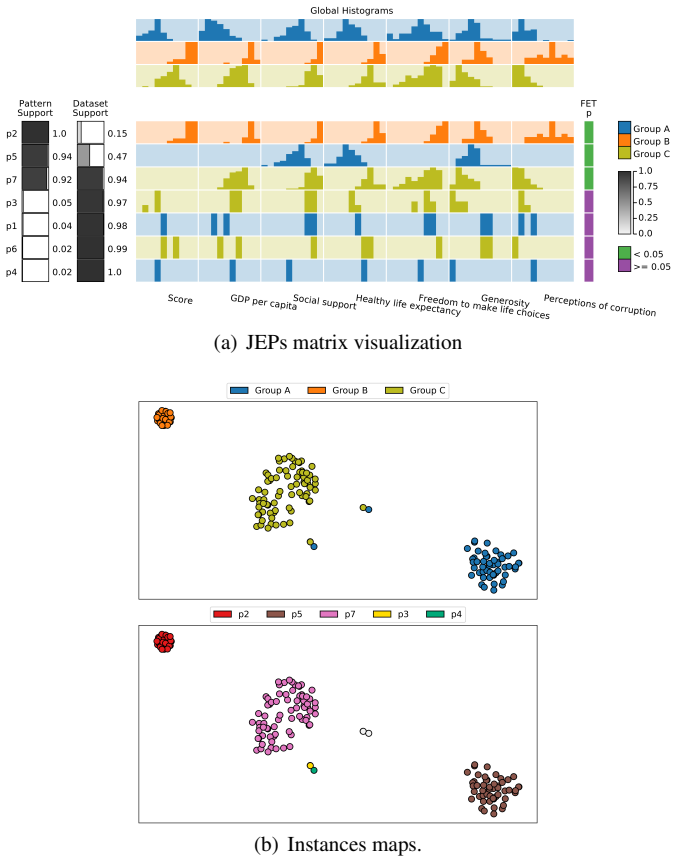 Global Histograms
Pattern Support
Dataset Support
FET p
p2 1.0 0.15
p5 0.94 0.47
p7 0.92 0.94
p3 0.05 0.97
p1 0.04 0.98
p6 0.02 0.99
p4 0.02 1.0
Group A
Group B
Group C
1.0
0.75
0.5
0.25
0.0
< 0.05
>= 0.05
Score
GDP per capita
Social support
Healthy life expectancy
Freedom to make life choices
Generosity
Perceptions of corruption
(a) JEPs matrix visualization
Group A Group B Group C
p2 p5 p7 p3 p4
(b) Instances maps.